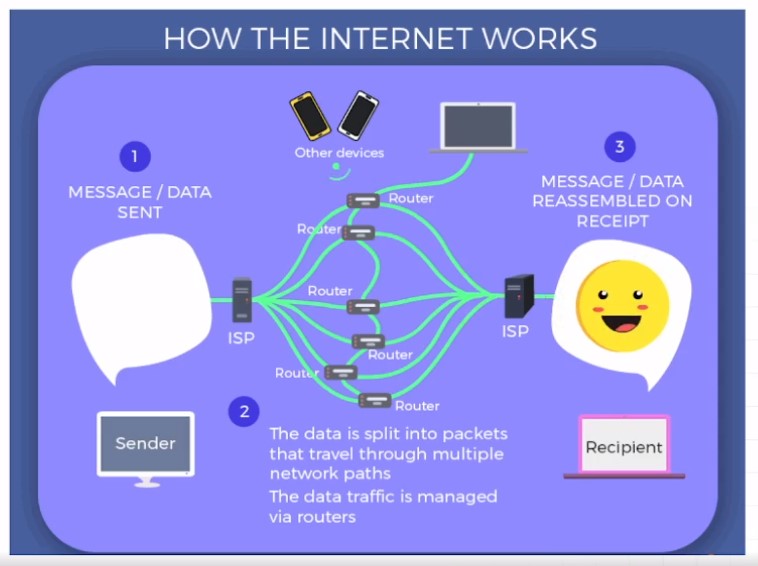 HOW THE INTERNET WORKS
1
MESSAGE / DATA
SENT
Other devices
3
MESSAGE / DATA
REASSEMBLED ON
RECEIPT
Router
Router
Router
Router
Router
Router
ISP
ISP
Sender
2
The data is split into packets
that travel through multiple
network paths
The data traffic is managed
via routers
Recipient